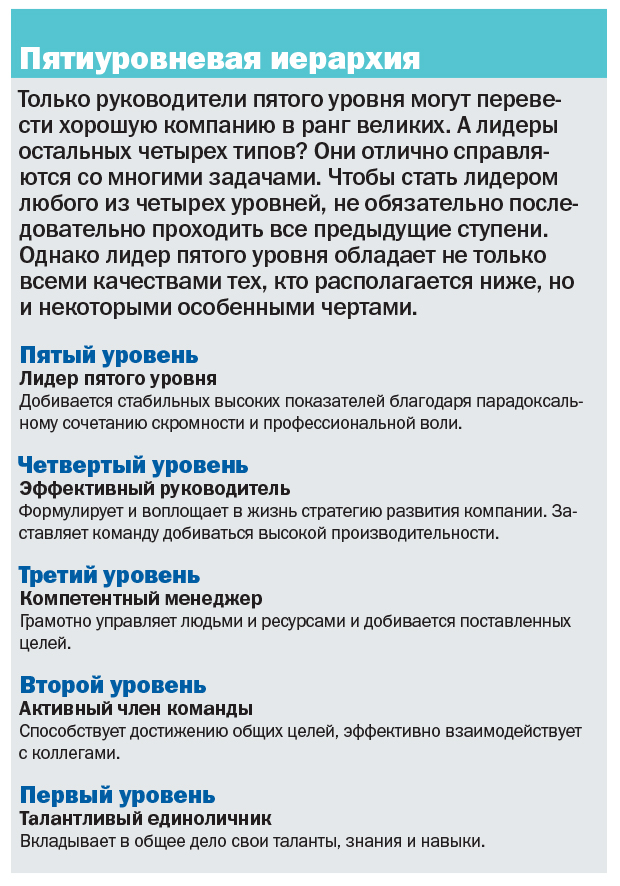 Пятиуровневая иерархия
Только руководители пятого уровня могут переве-
сти хорошую компанию в ранг великих. А лидеры
остальных четырех типов? Они отлично справля-
ются со многими задачами. Чтобы стать лидером
любого из четырех уровней, не обязательно после-
довательно проходить все предыдущие ступени.
Однако лидер пятого уровня обладает не только
всеми качествами тех, кто располагается ниже, но
и некоторыми особенными чертами.
Пятый уровень
Лидер пятого уровня
Добивается стабильных высоких показателей благодаря парадоксаль-
ному сочетанию скромности и профессиональной воли.
Четвертый уровень
Эффективный руководитель
Формулирует и воплощает в жизнь стратегию развития компании. За-
ставляет команду добиваться высокой производительности.
Третий уровень
Компетентный менеджер
Грамотно управляет людьми и ресурсами и добивается поставленных
целей.
Второй уровень
Активный член команды
Способствует достижению общих целей, эффективно взаимодействует
с коллегами.
Первый уровень
Талантливый единоличник
Вкладывает в общее дело свои таланты, знания и навыки.